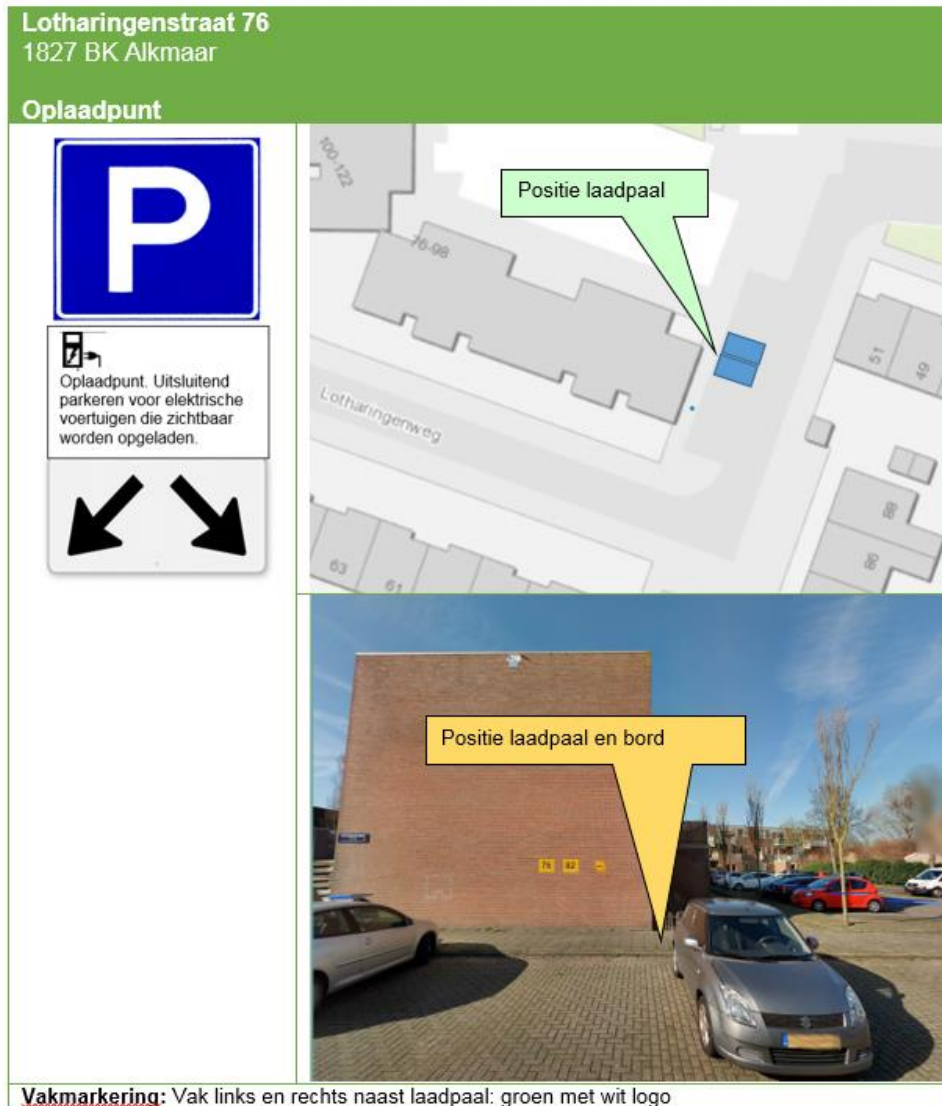 Lotharingenstraat 76
1827 BK Alkmaar
Oplaadpunt
P
Oplaadpunt. Uitsluitend
parkeren voor elektrische
voertuigen die zichtbaar
worden opgeladen.
Positie laadpaal
100-122
76-98
Lotharingenweg
51
49
88
86
63
61
Positie laadpaal en bord
76
82
Vakmarkering: Vak links en rechts naast laadpaal: groen met wit logo